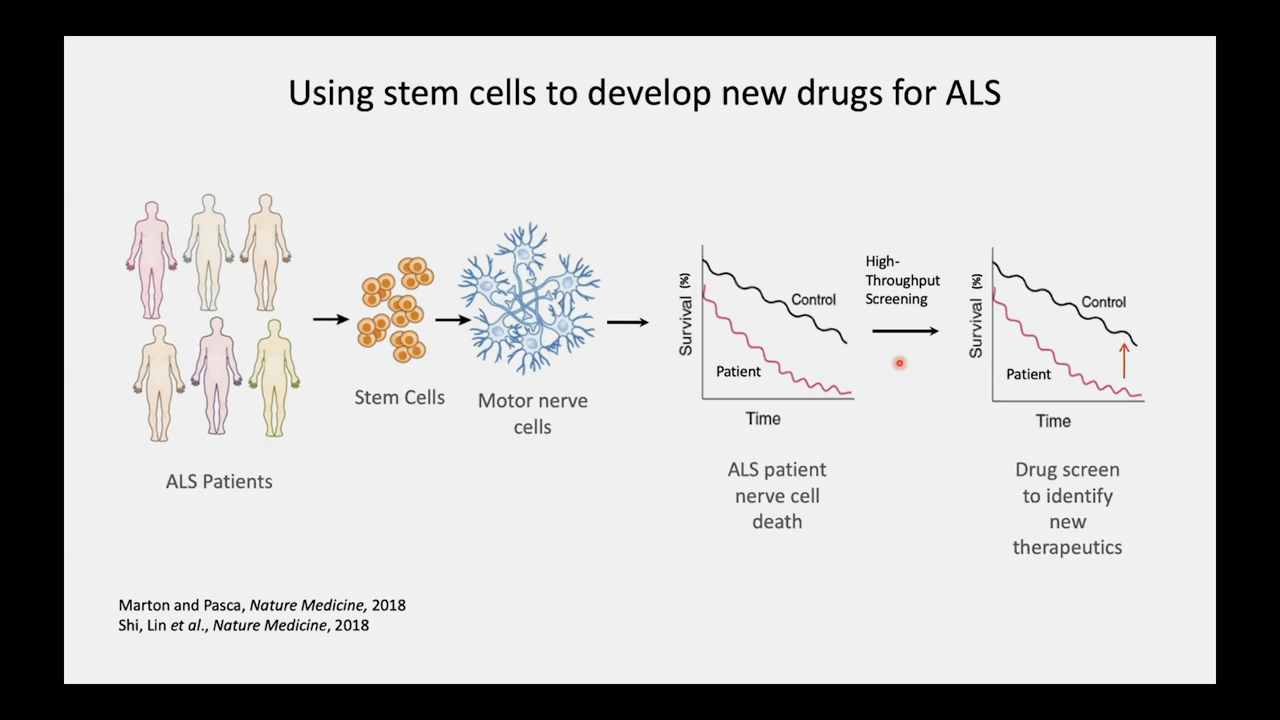 Using stem cells to develop new drugs for ALS
ALS Patients
Stem Cells
Motor nerve
cells
Survival (%)
Control
Patient
Time
ALS patient
nerve cell
death
High-
Throughput
Screening
Survival (%)
Control
Patient
Time
Drug screen
to identify
new
therapeutics
Marton and Pasca, Nature Medicine, 2018
Shi, Lin et al., Nature Medicine, 2018